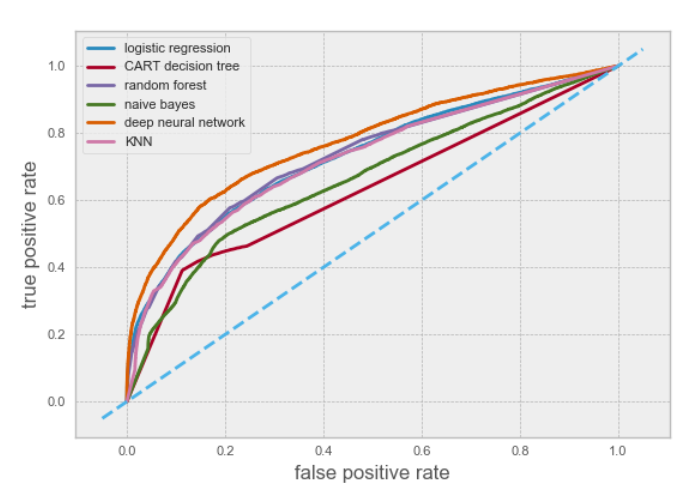 logistic regression
CART decision tree
random forest
naive bayes
deep neural network
KNN
1.0
0.8
0.6
0.4
0.2
0.0
true positive rate
0.0 0.2 0.4 0.6 0.8 1.0
false positive rate